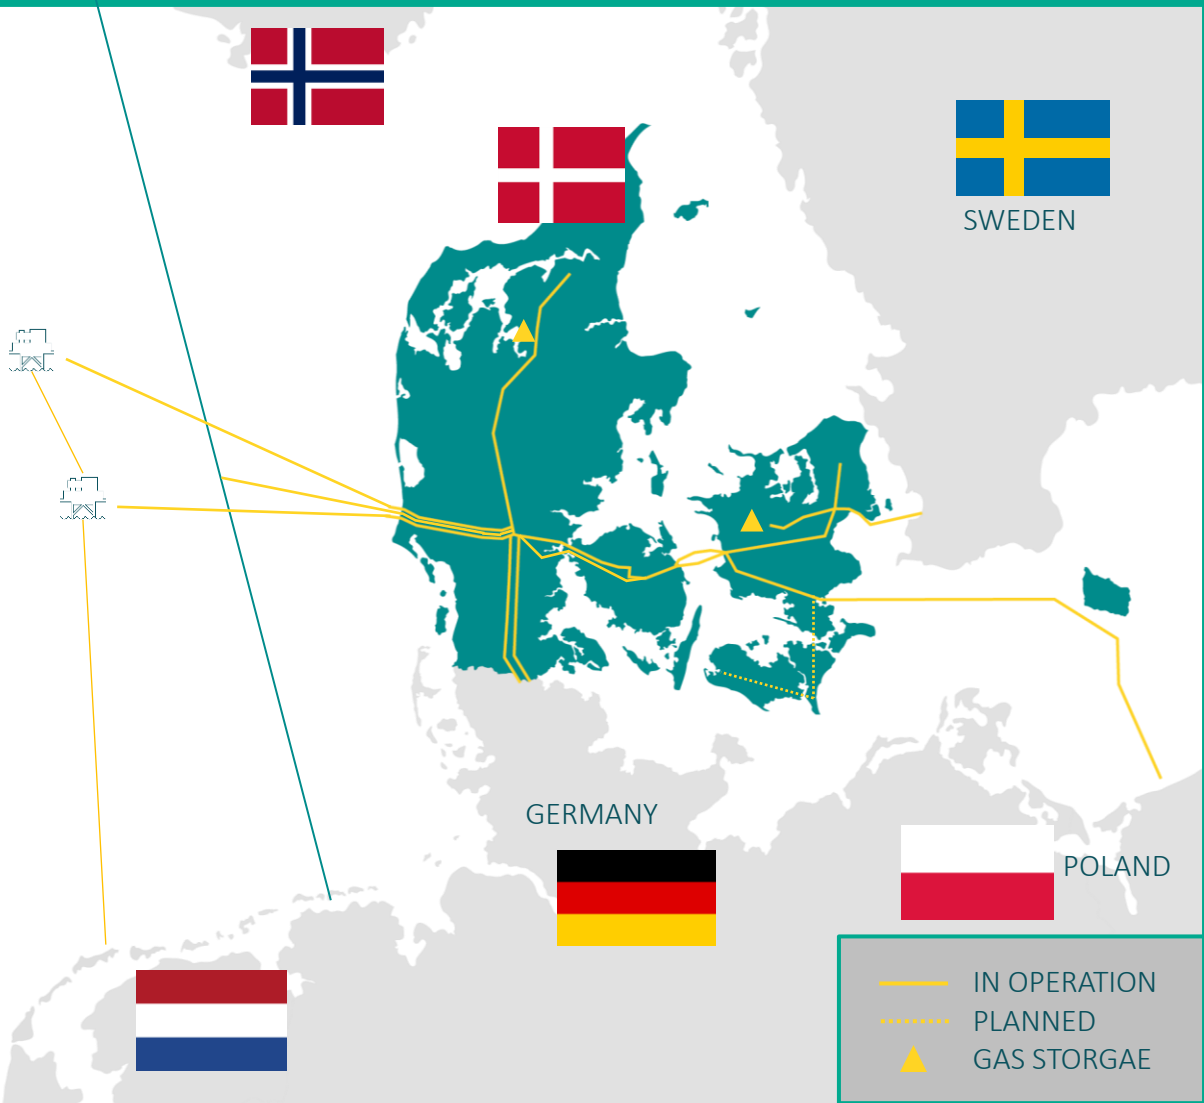 SWEDEN
GERMANY
POLAND
IN OPERATION
PLANNED
GAS STORGAE